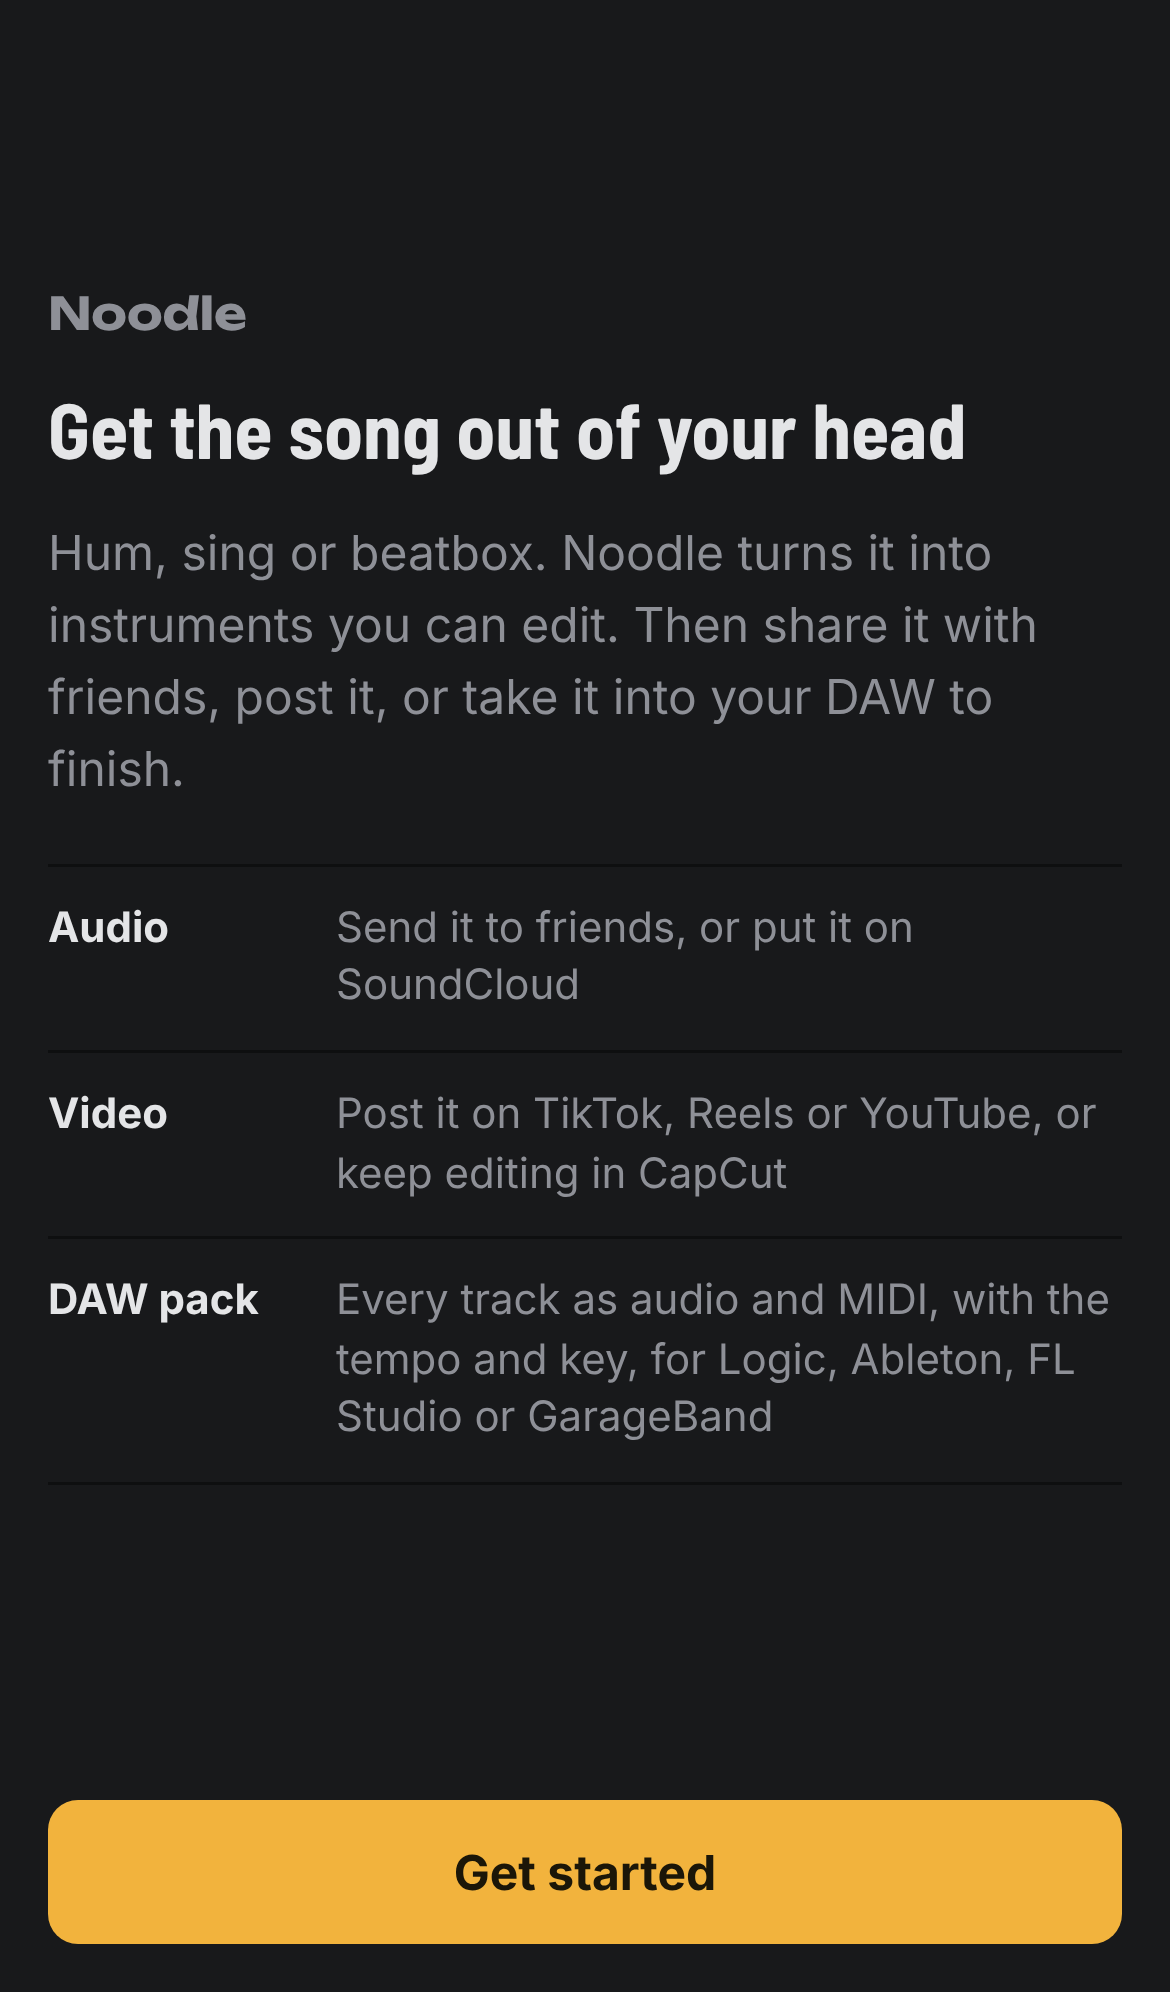 Noodle
Get the song out of your head
Hum, sing or beatbox. Noodle turns it into
instruments you can edit. Then share it with
friends, post it, or take it into your DAW to
finish.
Audio
Send it to friends, or put it on
SoundCloud
Video
Post it on TikTok, Reels or YouTube, or
keep editing in CapCut
DAW pack
Every track as audio and MIDI, with the
tempo and key, for Logic, Ableton, FL
Studio or GarageBand
Get started